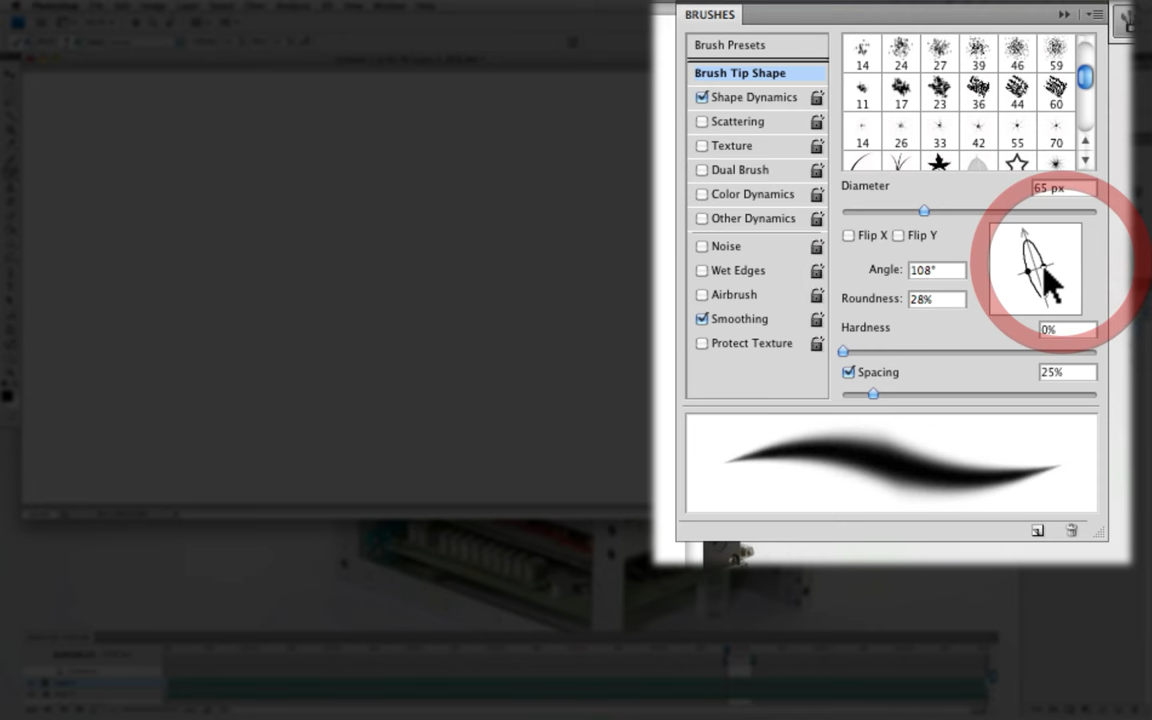 Photoshop
BRUSHES
Brush Presets
Brush Tip Shape
Shape Dynamics
Scattering
Texture
Dual Brush
Color Dynamics
Other Dynamics
Noise
Wet Edges
Airbrush
Smoothing
Protect Texture
14 24 27 39 46 59
11 17 23 36 44 60
14 26 33 42 55 70
Diameter 65 px
Flip X Flip Y
Angle: 108°
Roundness: 28%
Hardness 0%
Spacing 25%